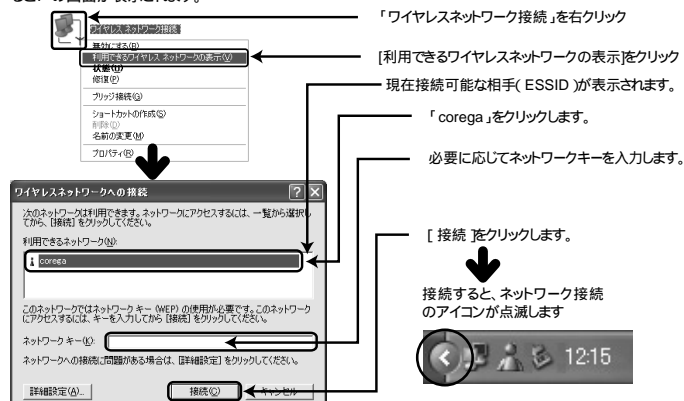 「ワイヤレスネットワーク接続」を右クリック
ワイヤレス ネットワーク接続
無効にする(B)
利用できるワイヤレス ネットワークの表示(V)
[利用できるワイヤレスネットワークの表示]をクリック
状態(U)
修復(P)
現在接続可能な相手( ESSID )が表示されます。
ブリッジ接続(G)
ショートカットの作成(S)
削除(D)
名前の変更(M)
「 corega 」をクリックします。
プロパティ(R)
必要に応じてネットワークキーを入力します。
ワイヤレスネットワークへの接続
次のネットワークは利用できます。ネットワークにアクセスするには、一覧から選択し
てから、[接続] をクリックしてください。
利用できるネットワーク(N):
corega
[ 接続 ]をクリックします。
接続すると、ネットワーク接続
のアイコンが点滅します
このネットワークではネットワーク キー (WEP) の使用が必要です。このネットワーク
にアクセスするには、キーを入力してから [接続] をクリックしてください。
ネットワーク キー(K):
ネットワークへの接続に問題がある場合は、[詳細設定] をクリックしてください。
12:15
詳細設定(A)...
接続(C)
キャンセル